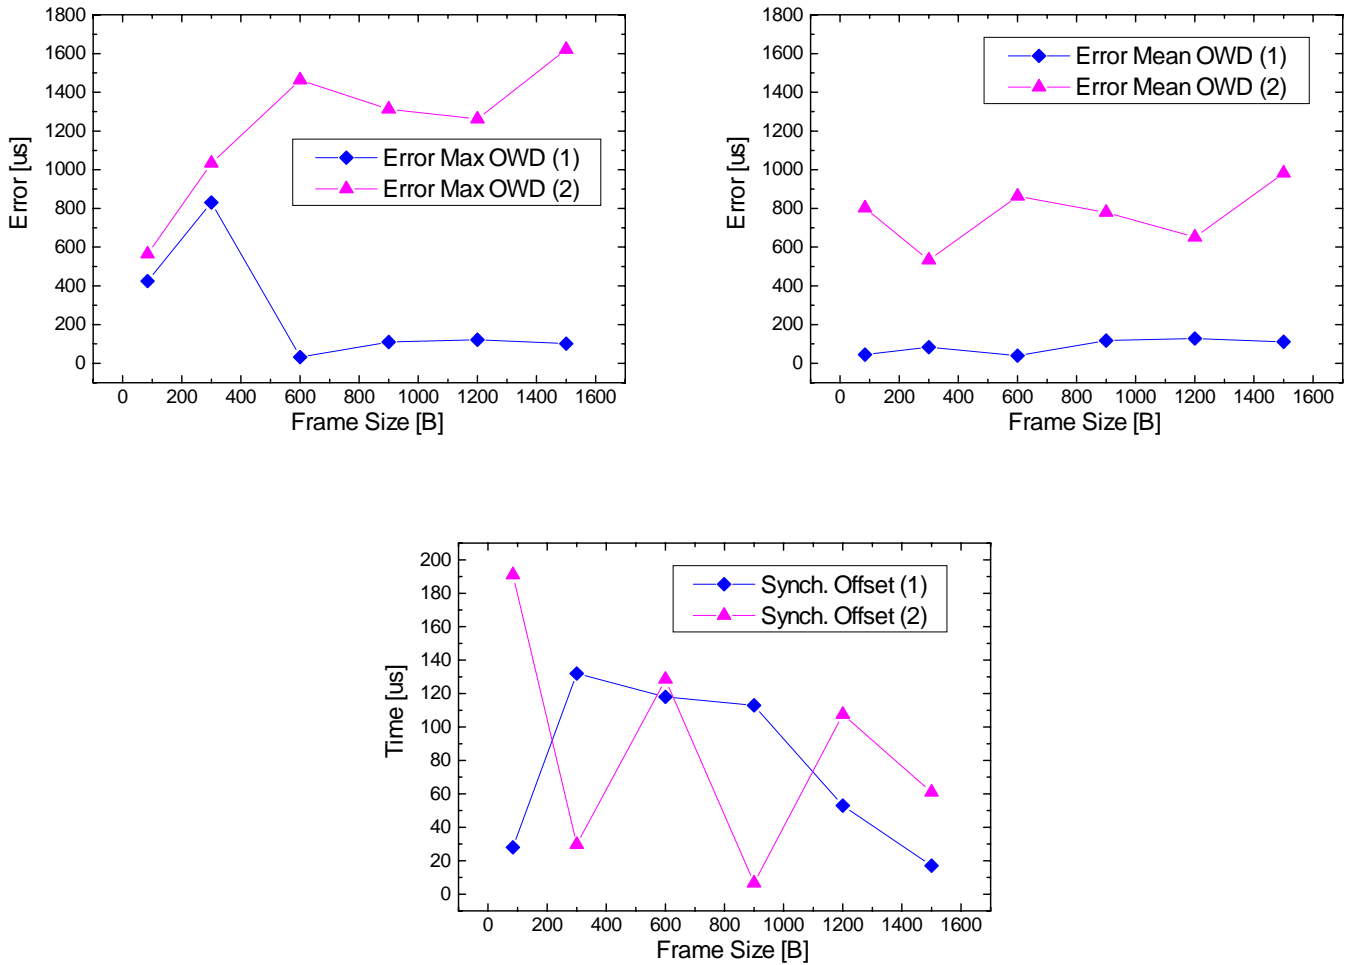 1800
1600
1400
1200
1000
800
600
400
200
0
Error [us]
Error Max OWD (1)
Error Max OWD (2)
0 200 400 600 800 1000 1200 1400 1600
Frame Size [B]
1800
1600
1400
1200
1000
800
600
400
200
0
Error [us]
Error Mean OWD (1)
Error Mean OWD (2)
0 200 400 600 800 1000 1200 1400 1600
Frame Size [B]
200
180
160
140
120
100
80
60
40
20
0
Time [us]
Synch. Offset (1)
Synch. Offset (2)
0 200 400 600 800 1000 1200 1400 1600
Frame Size [B]